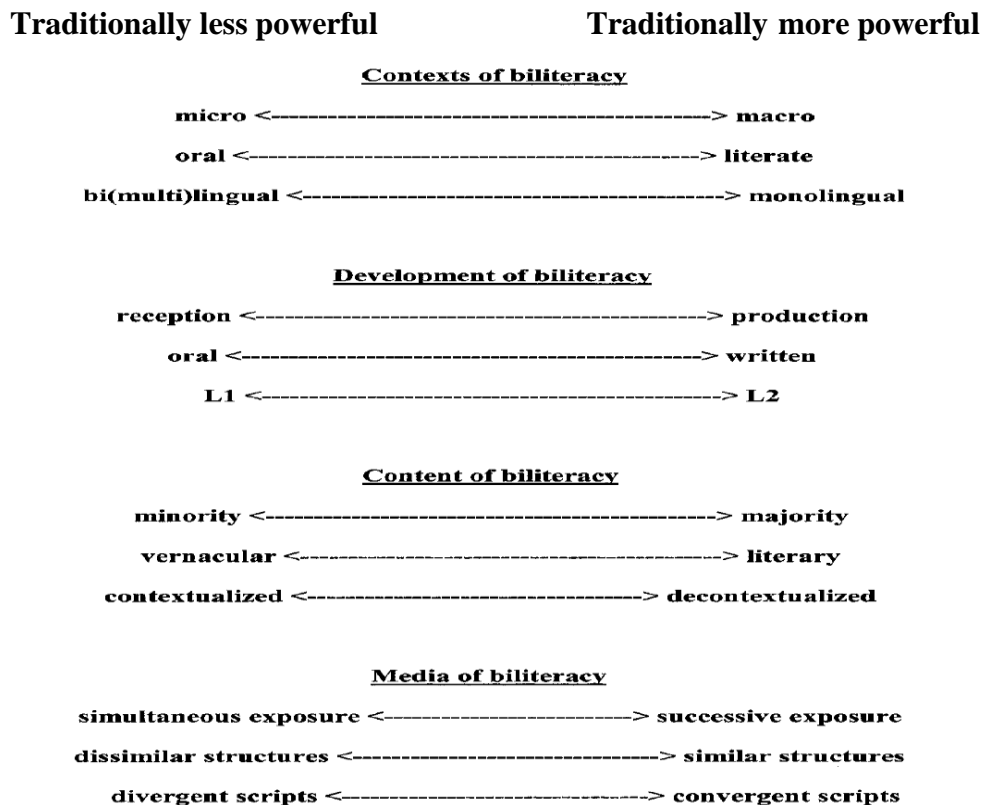 Traditionally less powerful Traditionally more powerful
Contexts of biliteracy
micro <--------------------------------------------------> macro
oral <---------------------------------------------------> literate
bi(multi)lingual <-----------------------------------------------> monolingual
Development of biliteracy
reception <---------------------------------------------------> production
oral <----------------------------------------------------> written
L1 <----------------------------------------------------> L2
Content of biliteracy
minority <---------------------------------------------------> majority
vernacular <-------------------------------------------------> literary
contextualized <-------------------------------------> decontextualized
Media of biliteracy
simultaneous exposure <----------------------------> successive exposure
dissimilar structures <-----------------------------------> similar structures
divergent scripts <-----------------------------------> convergent scripts